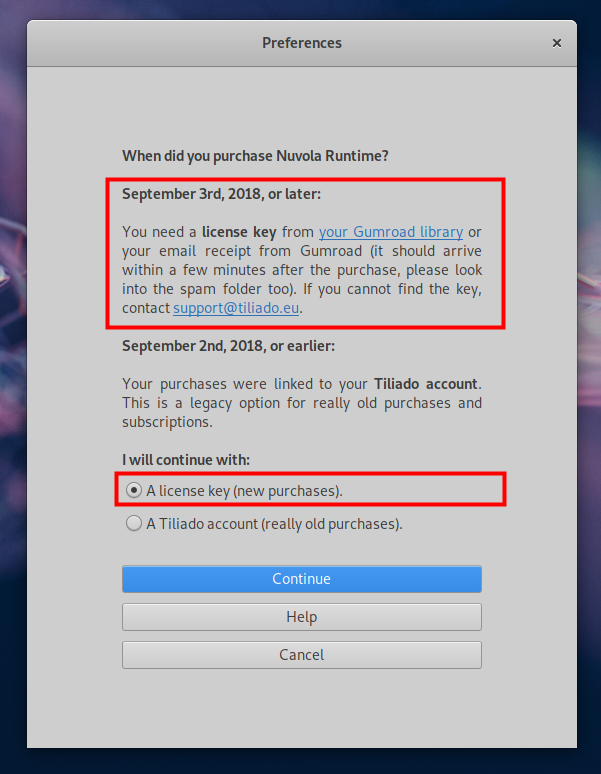 Preferences
When did you purchase Nuvola Runtime?
September 3rd, 2018, or later:
You need a license key from your Gumroad library or
your email receipt from Gumroad (it should arrive
within a few minutes after the purchase, please look
into the spam folder too). If you cannot find the key,
contact support@tiliado.eu.
September 2nd, 2018, or earlier:
Your purchases were linked to your Tiliado account.
This is a legacy option for really old purchases and
subscriptions.
I will continue with:
A license key (new purchases).
A Tiliado account (really old purchases).
Continue
Help
Cancel